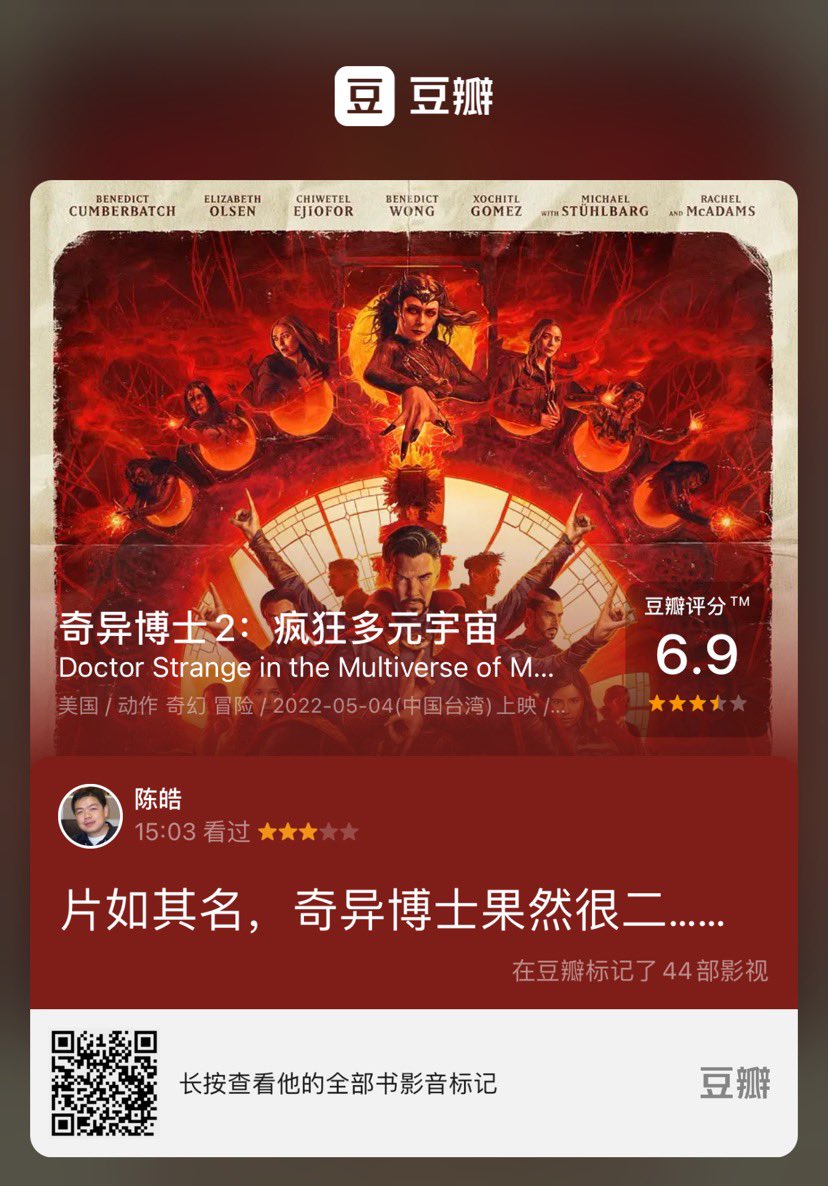 豆 豆瓣
BENEDICT CUMBERBATCH ELIZABETH OLSEN CHIWETEL EJIOFOR BENEDICT WONG XOCHITL GOMEZ WITH MICHAEL STÜHLBARG AND RACHEL McADAMS
豆瓣评分™
奇异博士2：疯狂多元宇宙
6.9
Doctor Strange in the Multiverse of M...
美国 / 动作 奇幻 冒险 / 2022-05-04(中国台湾) 上映 /...
陈皓
15:03 看过
片如其名，奇异博士果然很二......
在豆瓣标记了44部影视
长按查看他的全部书影音标记
豆瓣